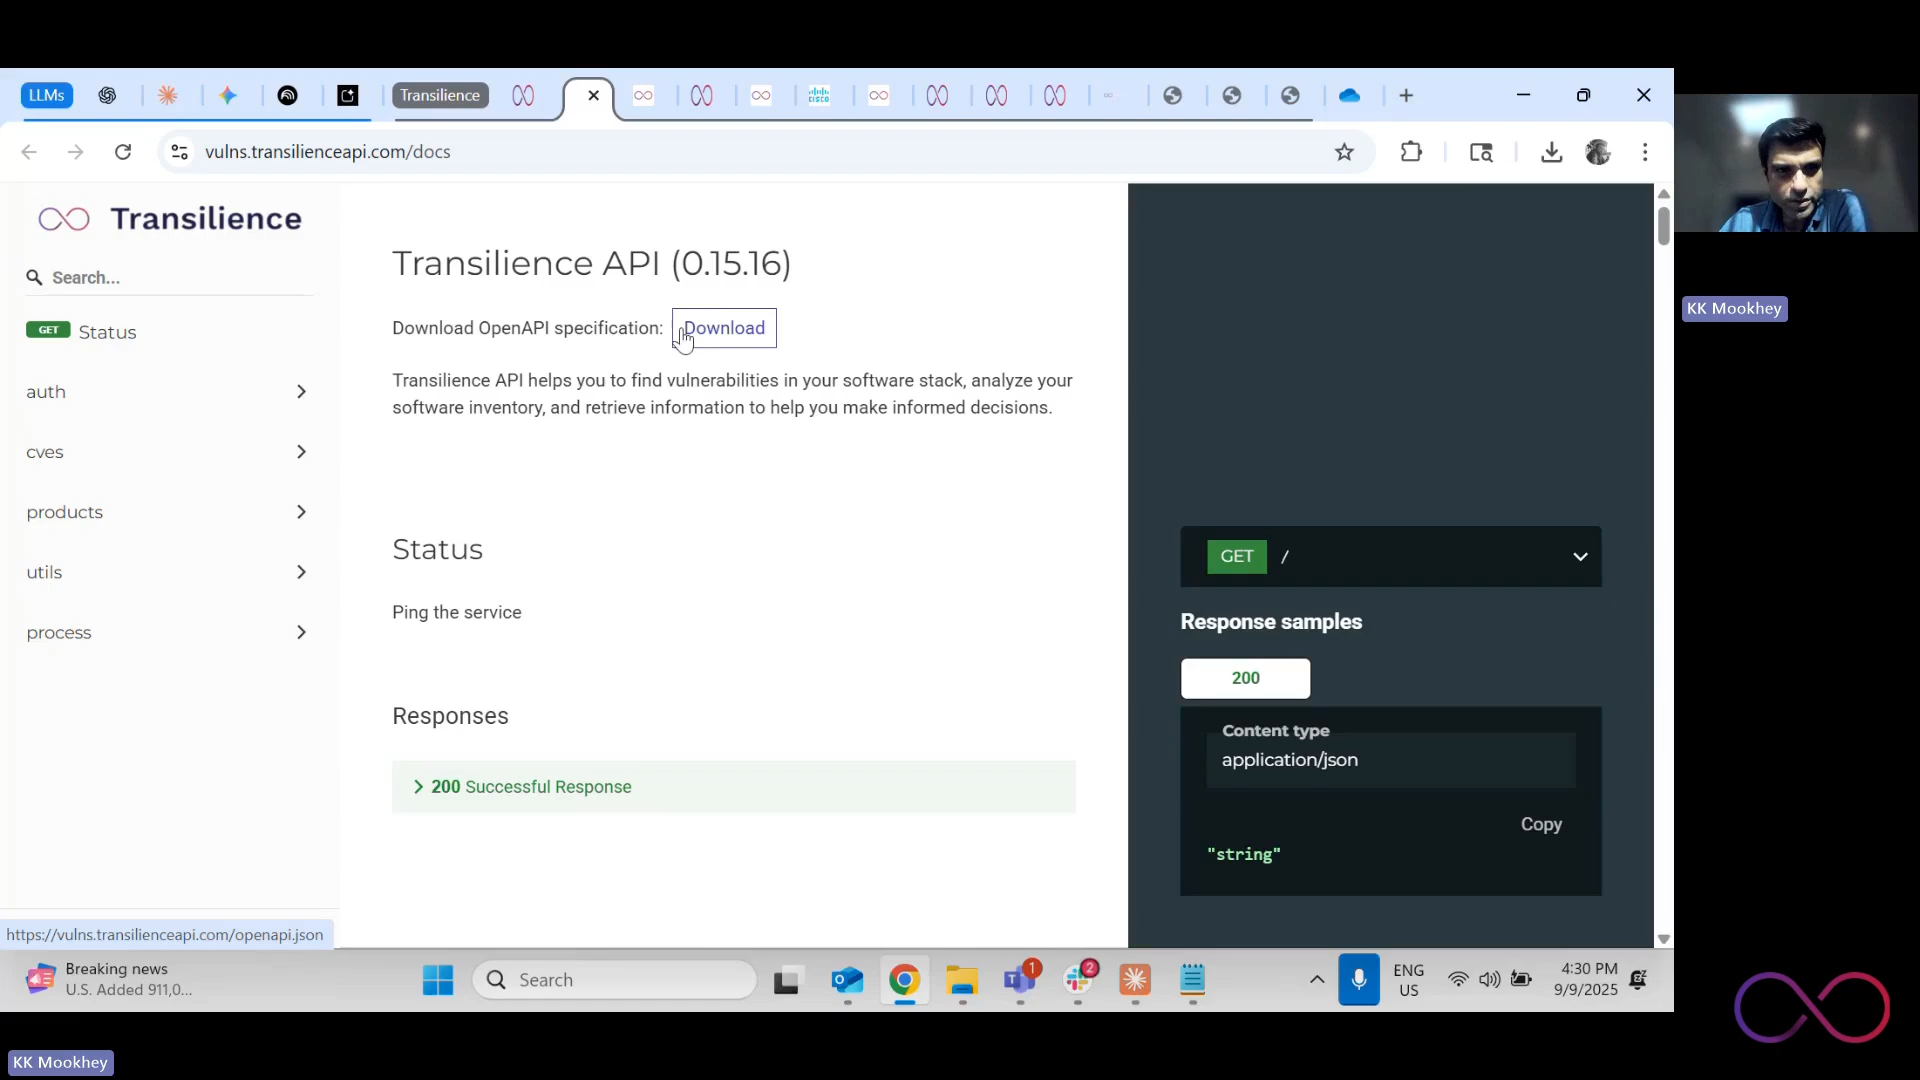 LLMs
Transilience
CISCO
vulns.transilienceapi.com/docs
Transilience
Search...
GET Status
auth
cves
products
utils
process
Transilience API (0.15.16)
Download OpenAPI specification: Download
Transilience API helps you to find vulnerabilities in your software stack, analyze your
software inventory, and retrieve information to help you make informed decisions.
Status
Ping the service
Responses
200 Successful Response
GET /
Response samples
200
Content type
application/json
Copy
"string"
https://vulns.transilienceapi.com/openapi.json
Breaking news
U.S. Added 911,0...
Search
1
2
ENG
US
4:30 PM
9/9/2025
KK Mookhey
KK Mookhey